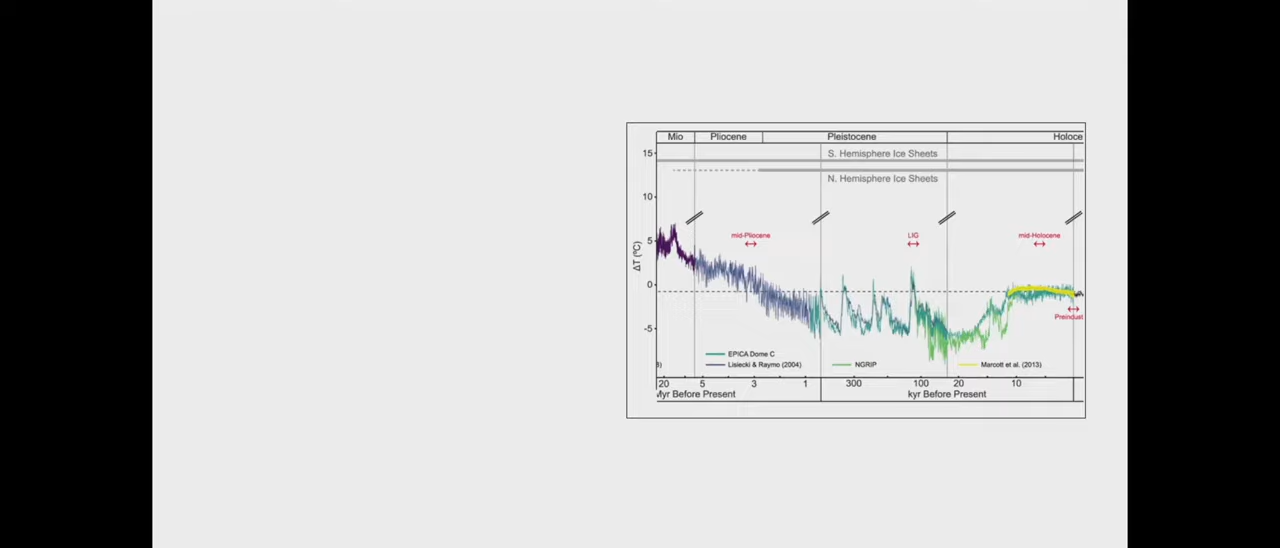 Mio Pliocene Pleistocene Holoce
15
S. Hemisphere Ice Sheets
N. Hemisphere Ice Sheets
10
mid-Pliocene LIG mid-Holocene
5
ΔT (°C)
0
Preindust
-5
EPICA Dome C
Lisiecki & Raymo (2004) NGRIP Marcott et al. (2013)
20 5 3 1 300 100 20 10
Myr Before Present kyr Before Present